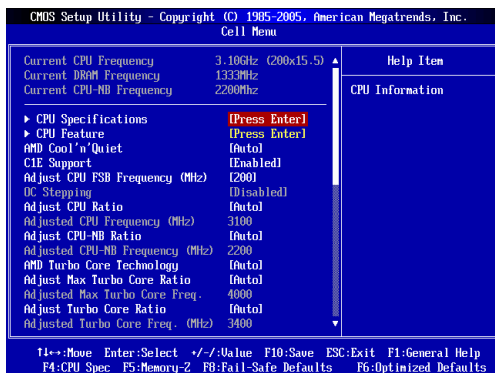 CMOS Setup Utility - Copyright (C) 1985-2005, American Megatrends, Inc.
Cell Menu
Current CPU Frequency 3.10GHz (200x15.5)
Current DRAM Frequency 1333MHz
Current CPU-NB Frequency 2200Mhz
▶ CPU Specifications [Press Enter]
▶ CPU Feature [Press Enter]
AMD Cool'n'Quiet [Auto]
C1E Support [Enabled]
Adjust CPU FSB Frequency (MHz) [200]
OC Stepping [Disabled]
Adjust CPU Ratio [Auto]
Adjusted CPU Frequency (MHz) 3100
Adjust CPU-NB Ratio [Auto]
Adjusted CPU-NB Frequency (MHz) 2200
AMD Turbo Core Technology [Auto]
Adjust Max Turbo Core Ratio [Auto]
Adjusted Max Turbo Core Freq. 4000
Adjust Turbo Core Ratio [Auto]
Adjusted Turbo Core Freq. (MHz) 3400
Help Item
CPU Information
↑↓↔:Move Enter:Select +/-/:Value F10:Save ESC:Exit F1:General Help
F4:CPU Spec F5:Memory-Z F8:Fail-Safe Defaults F6:Optimized Defaults